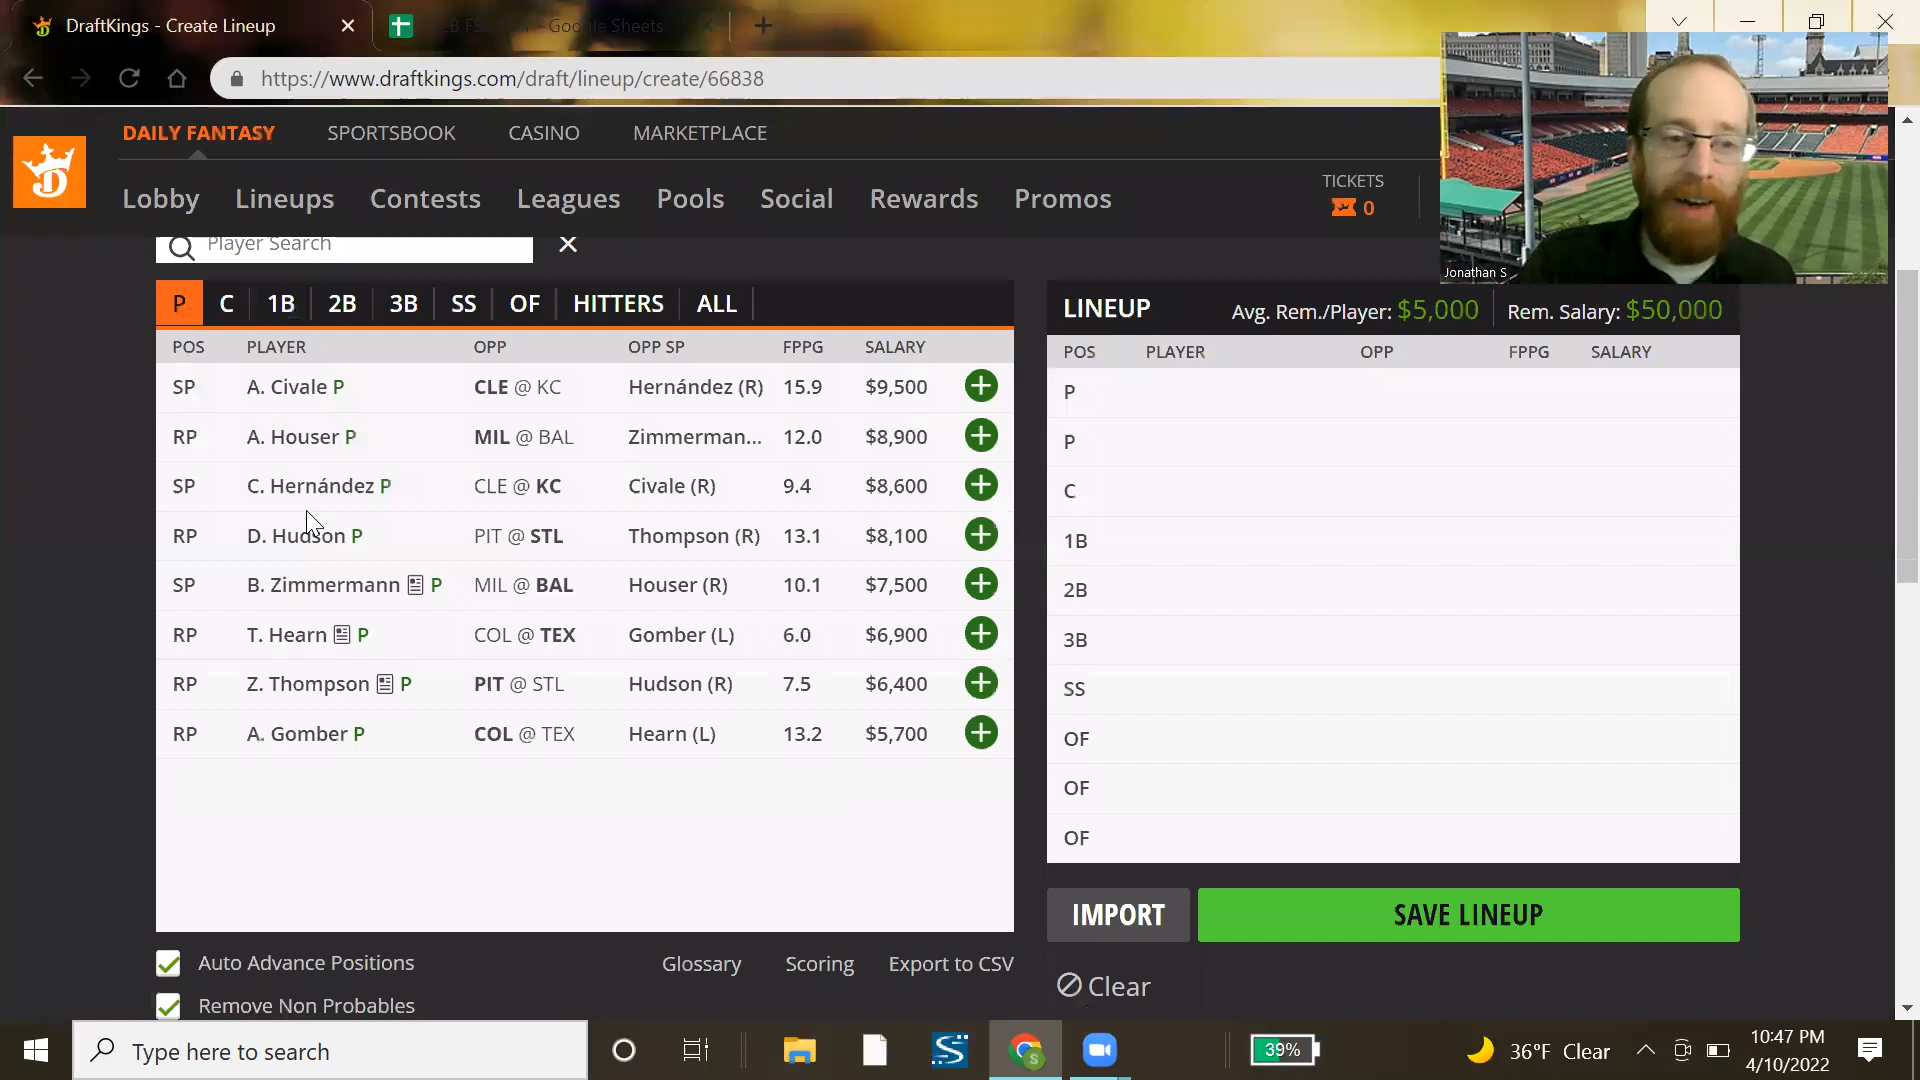 DraftKings - Create Lineup
Google Sheets
https://www.draftkings.com/draft/lineup/create/66838
DAILY FANTASY SPORTSBOOK CASINO MARKETPLACE
Lobby Lineups Contests Leagues Pools Social Rewards Promos
TICKETS
0
Jonathan S
Player Search
P C 1B 2B 3B SS OF HITTERS ALL
POS PLAYER OPP OPP SP FPPG SALARY
SP A. Civale P CLE @ KC Hernández (R) 15.9 $9,500
RP A. Houser P MIL @ BAL Zimmerman... 12.0 $8,900
SP C. Hernández P CLE @ KC Civale (R) 9.4 $8,600
RP D. Hudson P PIT @ STL Thompson (R) 13.1 $8,100
SP B. Zimmermann P MIL @ BAL Houser (R) 10.1 $7,500
RP T. Hearn P COL @ TEX Gomber (L) 6.0 $6,900
RP Z. Thompson P PIT @ STL Hudson (R) 7.5 $6,400
RP A. Gomber P COL @ TEX Hearn (L) 13.2 $5,700
Auto Advance Positions
Glossary Scoring Export to CSV
Remove Non Probables
LINEUP Avg. Rem./Player: $5,000 Rem. Salary: $50,000
POS PLAYER OPP FPPG SALARY
P
P
C
1B
2B
3B
SS
OF
OF
OF
IMPORT SAVE LINEUP
Clear
Type here to search
39%
36°F Clear
10:47 PM
4/10/2022